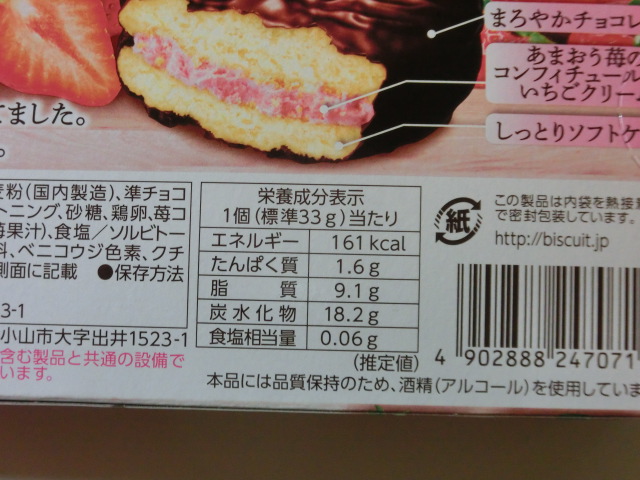 まろやかチョコレ
あまおう苺の
コンフィチュール
いちごクリー
しっとりソフトケ
てました。
粉(国内製造)、準チョコ
トニング、砂糖、鶏卵、苺コ
果汁)、食塩/ソルビトー
料、ベニコウジ色素、クチ
側面に記載 ●保存方法
3-1
小山市大字出井1523-1
含む製品と共通の設備で
います。
栄養成分表示
1個(標準33g)当たり
エネルギー 161kcal
たんぱく質 1.6g
脂 質 9.1g
炭水化物 18.2g
食塩相当量 0.06g
(推定値)
紙
この製品は内袋を熱接
で密封包装しています。
http://biscuit.jp
4 902888 247071
本品には品質保持のため、酒精(アルコール)を使用していま